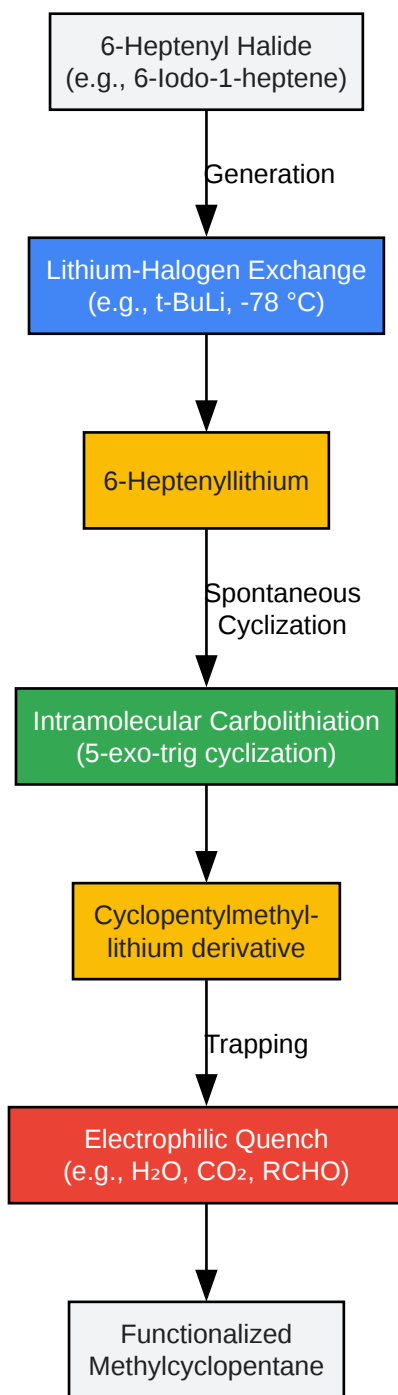 6-Heptenyl Halide
(e.g., 6-Iodo-1-heptene)
Generation
Lithium-Halogen Exchange
(e.g., t-BuLi, -78 °C)
6-Heptenyllithium
Spontaneous
Cyclization
Intramolecular Carbolithiation
(5-exo-trig cyclization)
Cyclopentylmethyl-
lithium derivative
Trapping
Electrophilic Quench
(e.g., H₂O, CO₂, RCHO)
Functionalized
Methylcyclopentane